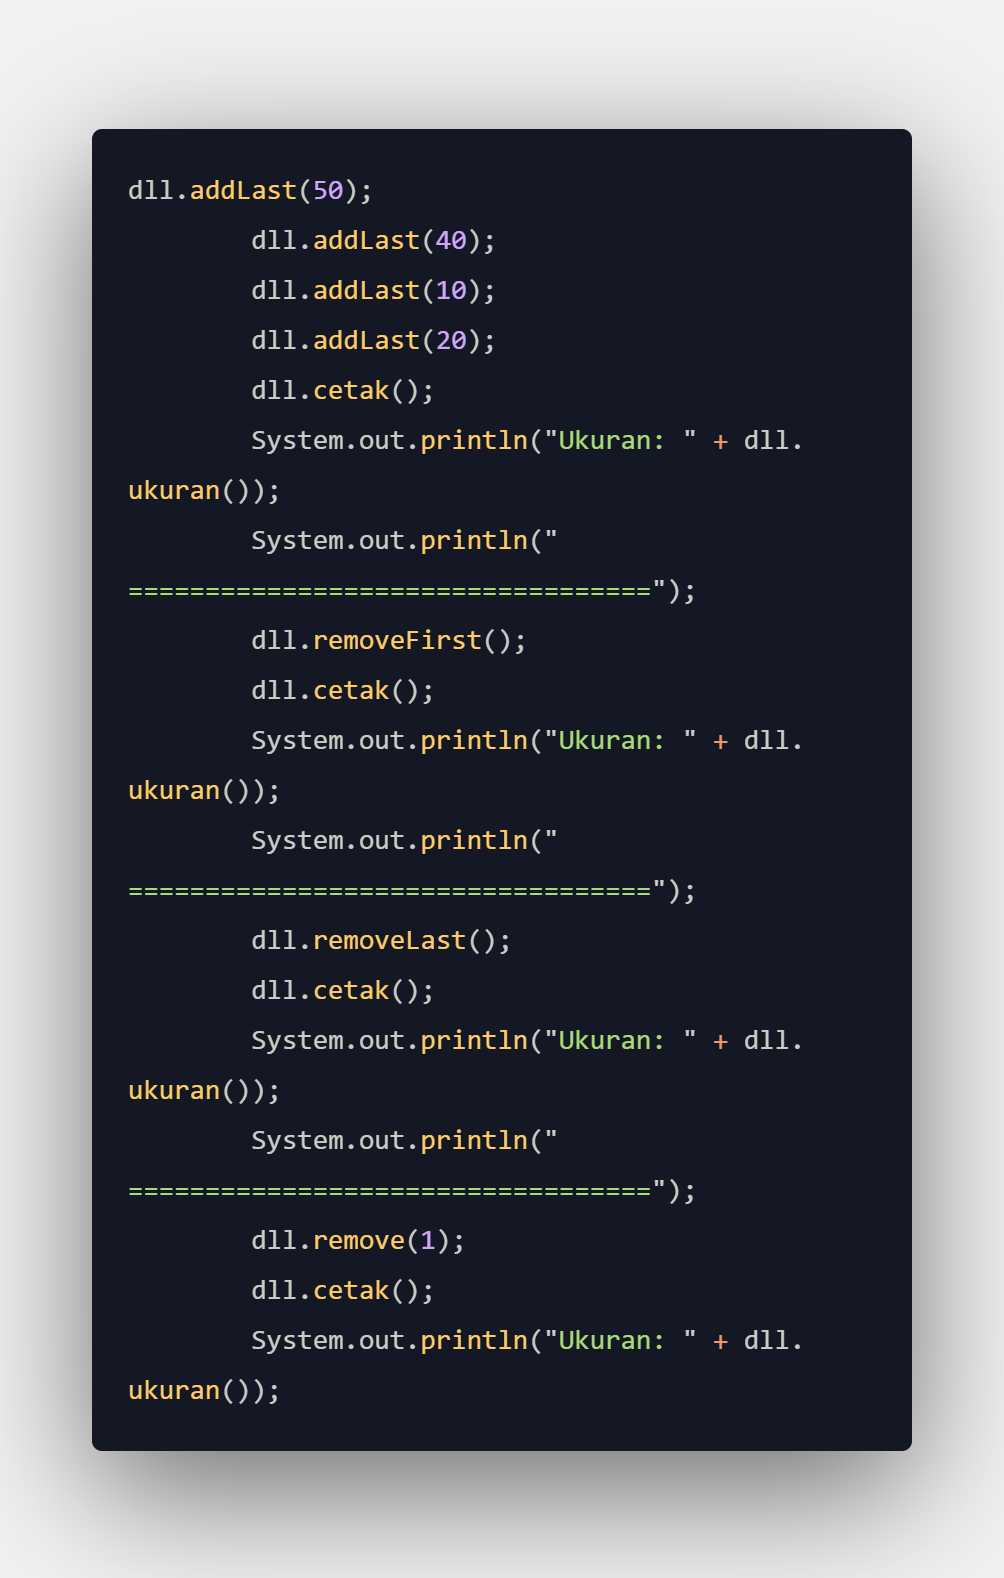 dll.addLast(50);
        dll.addLast(40);
        dll.addLast(10);
        dll.addLast(20);
        dll.cetak();
        System.out.println("Ukuran: " + dll.
ukuran());
        System.out.println("
==================================");
        dll.removeFirst();
        dll.cetak();
        System.out.println("Ukuran: " + dll.
ukuran());
        System.out.println("
==================================");
        dll.removeLast();
        dll.cetak();
        System.out.println("Ukuran: " + dll.
ukuran());
        System.out.println("
==================================");
        dll.remove(1);
        dll.cetak();
        System.out.println("Ukuran: " + dll.
ukuran());